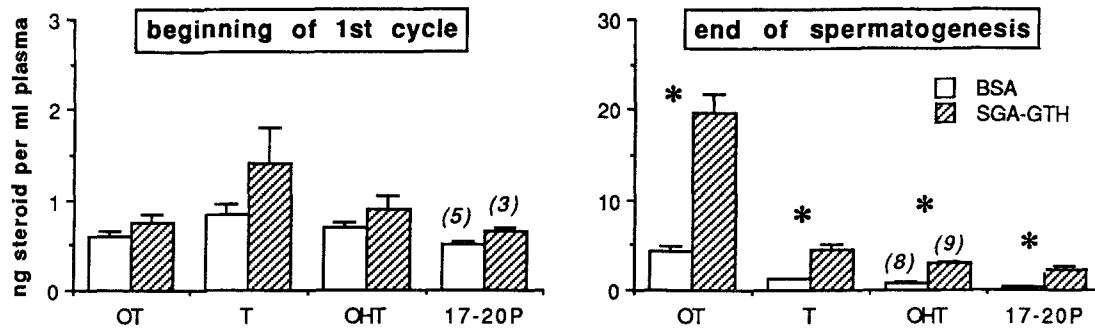 beginning of 1st cycle
end of spermatogenesis
ng steroid per ml plasma
3
2
1
0
(5)
(3)
OT
T
OHT
17-20P
30
20
10
0
*
*
*
*
(8)
(9)
BSA
SGA-GTH
OT
T
OHT
17-20P